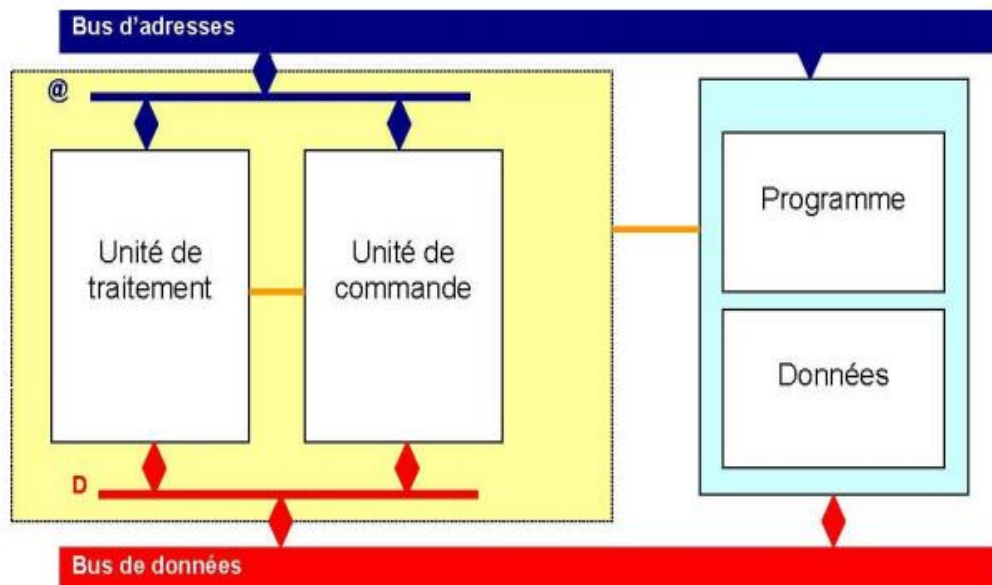 Bus d'adresses
@
Unité de
traitement
Unité de
commande
Programme
Données
D
Bus de données